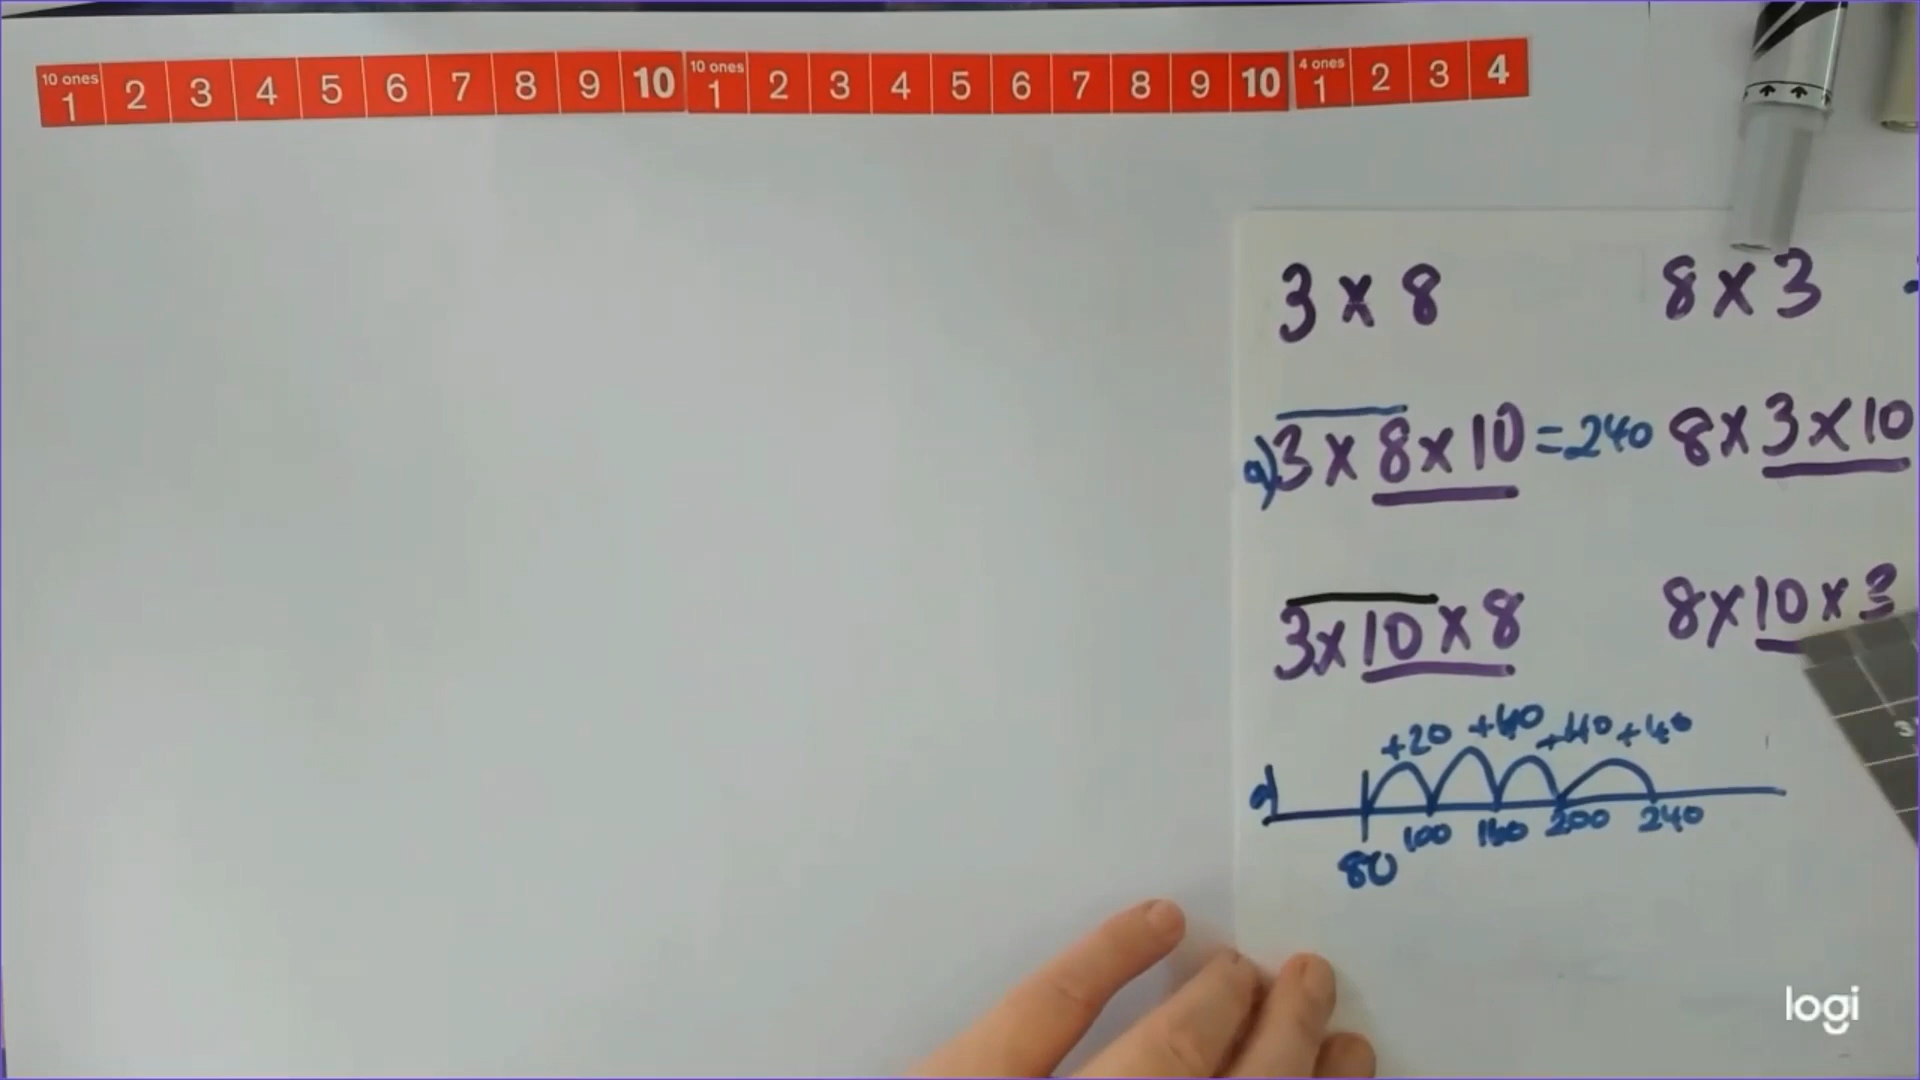 10 ones 1 2 3 4 5 6 7 8 9 10 10 ones 1 2 3 4 5 6 7 8 9 10 4 ones 1 2 3 4
3 × 8 8 × 3
a) 3 × 8 × 10 = 240 8 × 3 × 10
3 × 10 × 8 8 × 10 × 3
+20 +40 +40 +40
a)
100 160 200 240
80
logi